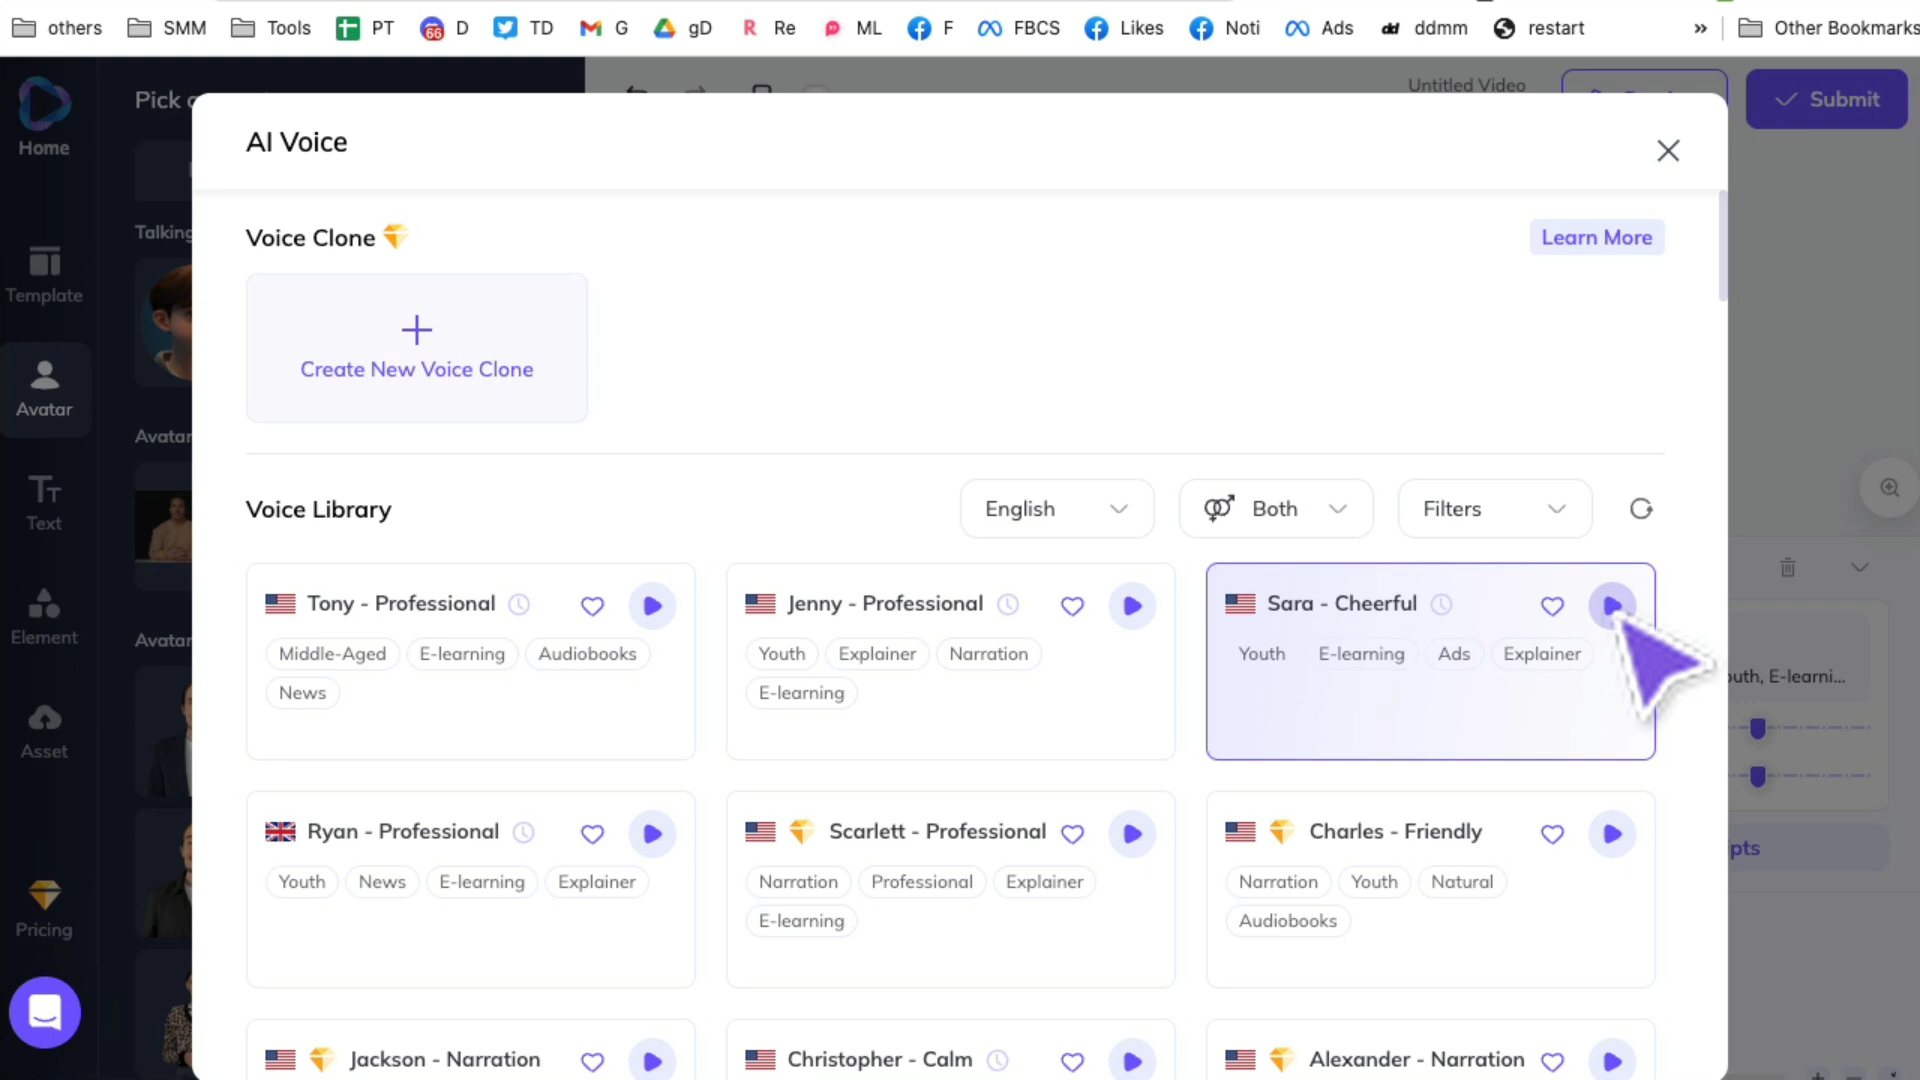 others SMM Tools PT 66 D TD G gD R Re ML F FBCS Likes Noti Ads dd ddmm restart » Other Bookmarks
Untitled Video
Pick
Submit
Home
AI Voice
Talking
Voice Clone
Learn More
Template
Create New Voice Clone
Avatar
Avatar
Voice Library
English
Both
Filters
Text
Tony - Professional
Jenny - Professional
Sara - Cheerful
Element
Avatar
Middle-Aged E-learning Audiobooks
News
Youth Explainer Narration
E-learning
Youth E-learning Ads Explainer
outh, E-learni...
Asset
Ryan - Professional
Scarlett - Professional
Charles - Friendly
pts
Youth News E-learning Explainer
Narration Professional Explainer
E-learning
Narration Youth Natural
Audiobooks
Pricing
Jackson - Narration
Christopher - Calm
Alexander - Narration